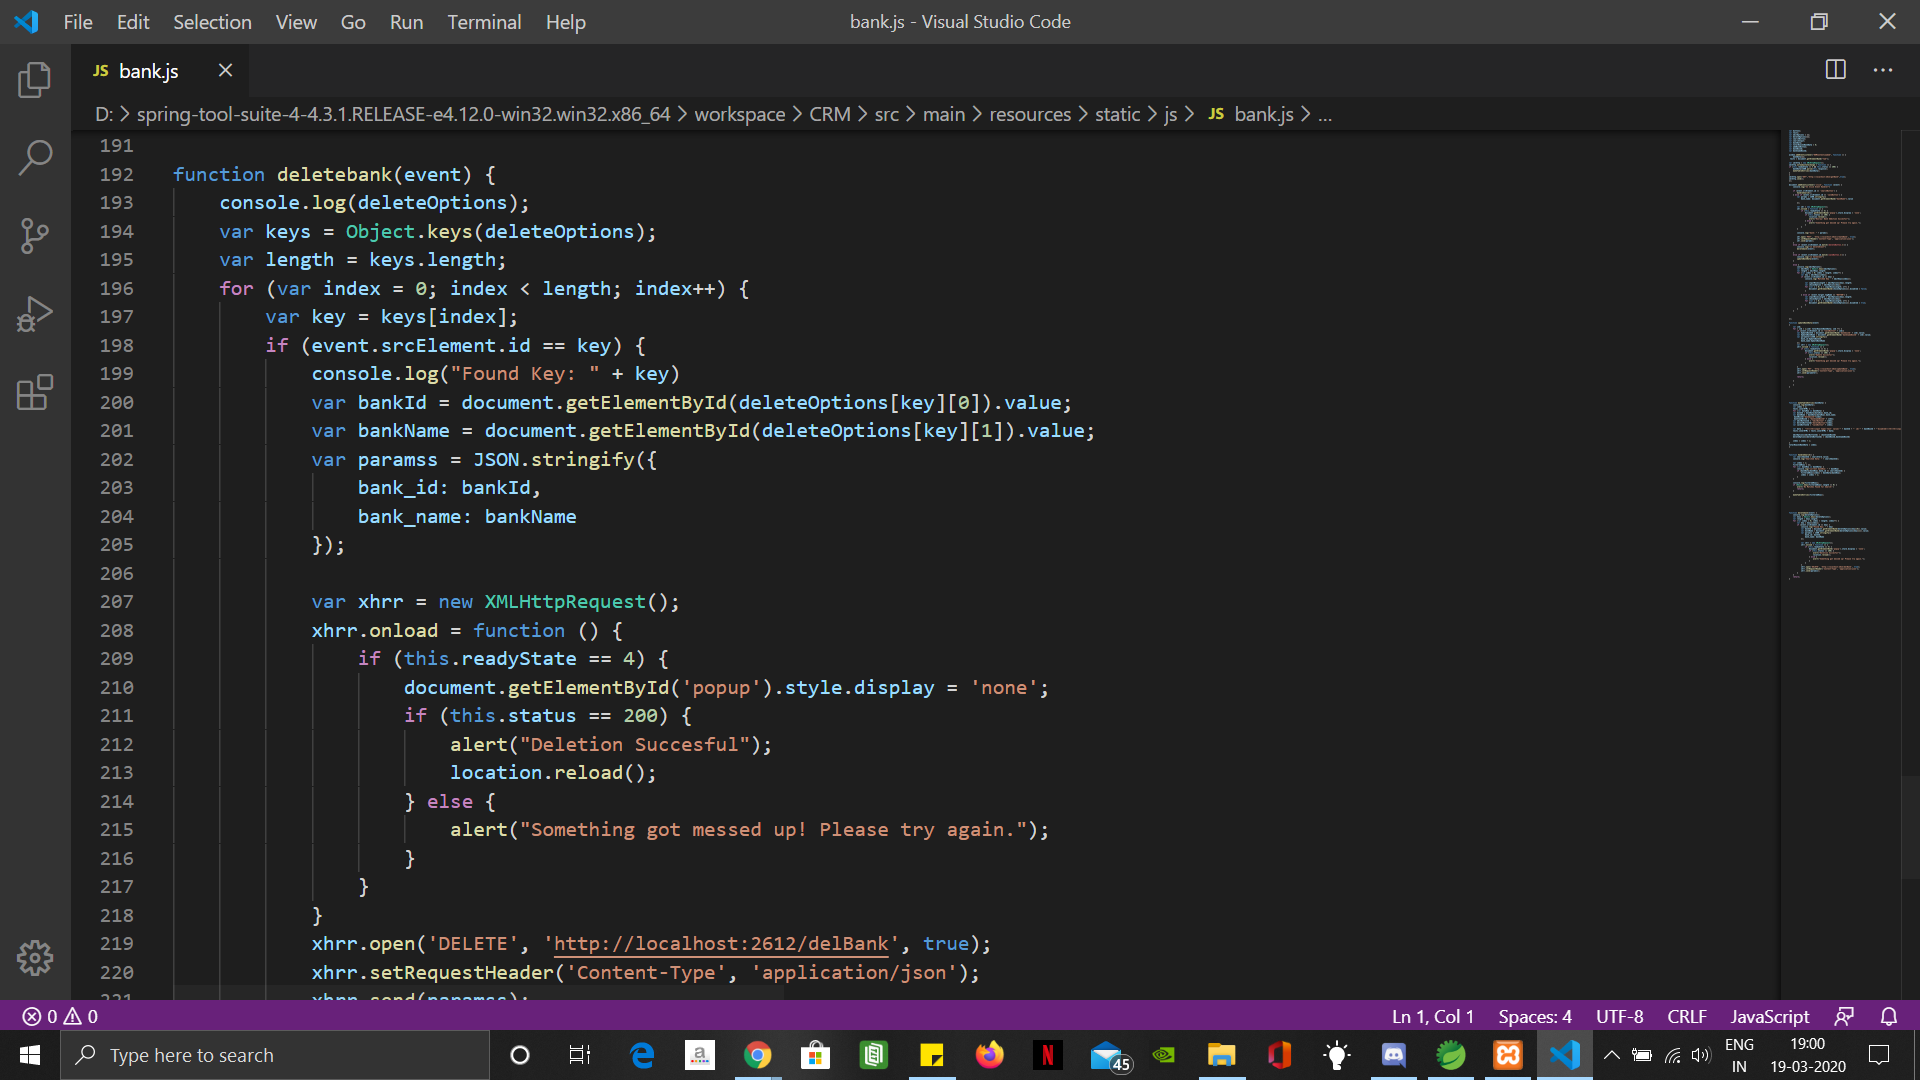 File Edit Selection View Go Run Terminal Help
bank.js - Visual Studio Code
JS bank.js
D: > spring-tool-suite-4-4.3.1.RELEASE-e4.12.0-win32.win32.x86_64 > workspace > CRM > src > main > resources > static > js > JS bank.js > ...
191
192 function deletebank(event) {
193 console.log(deleteOptions);
194 var keys = Object.keys(deleteOptions);
195 var length = keys.length;
196 for (var index = 0; index < length; index++) {
197 var key = keys[index];
198 if (event.srcElement.id == key) {
199 console.log("Found Key: " + key)
200 var bankId = document.getElementById(deleteOptions[key][0]).value;
201 var bankName = document.getElementById(deleteOptions[key][1]).value;
202 var paramss = JSON.stringify({
203 bank_id: bankId,
204 bank_name: bankName
205 });
206
207 var xhrr = new XMLHttpRequest();
208 xhrr.onload = function () {
209 if (this.readyState == 4) {
210 document.getElementById('popup').style.display = 'none';
211 if (this.status == 200) {
212 alert("Deletion Succesful");
213 location.reload();
214 } else {
215 alert("Something got messed up! Please try again.");
216 }
217 }
218 }
219 xhrr.open('DELETE', 'http://localhost:2612/delBank', true);
220 xhrr.setRequestHeader('Content-Type', 'application/json');
221 xhrr.send(paramss);
0 0
Ln 1, Col 1 Spaces: 4 UTF-8 CRLF JavaScript
Type here to search
a
N
45
ENG
IN
19:00
19-03-2020